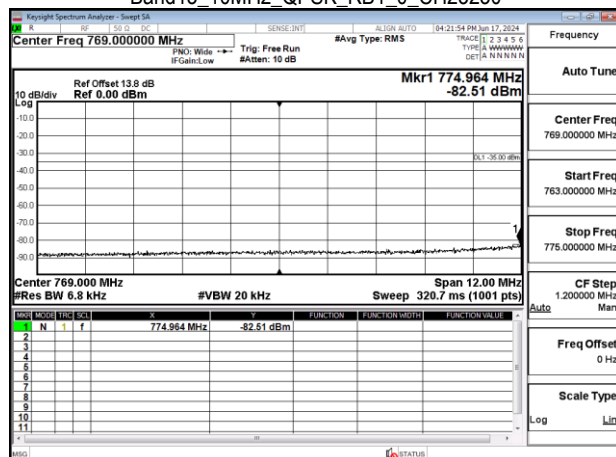 Keysight Spectrum Analyzer - Swept SA
R RF 50 Ω DC SENSE:INT ALIGN AUTO 04:21:54 PM Jun 17, 2024
Center Freq 769.000000 MHz #Avg Type: RMS TRACE 1 2 3 4 5 6
PNO: Wide Trig: Free Run TYPE A WWWWW
IFGain:Low #Atten: 10 dB DET A N N N N N
Mkr1 774.964 MHz
-82.51 dBm
Ref Offset 13.8 dB
10 dB/div Ref 0.00 dBm
Log
-10.0
-20.0
-30.0
DL1 -35.00 dBm
-40.0
-50.0
-60.0
-70.0
1
-80.0
-90.0
Center 769.000 MHz Span 12.00 MHz
#Res BW 6.8 kHz #VBW 20 kHz Sweep 320.7 ms (1001 pts)
MKR MODE TRC SCL X Y FUNCTION FUNCTION WIDTH FUNCTION VALUE
1 N 1 f 774.964 MHz -82.51 dBm
2
3
4
5
6
7
8
9
10
11
MSG STATUS
Frequency
Auto Tune
Center Freq
769.000000 MHz
Start Freq
763.000000 MHz
Stop Freq
775.000000 MHz
CF Step
1.200000 MHz
Auto Man
Freq Offset
0 Hz
Scale Type
Log Lin